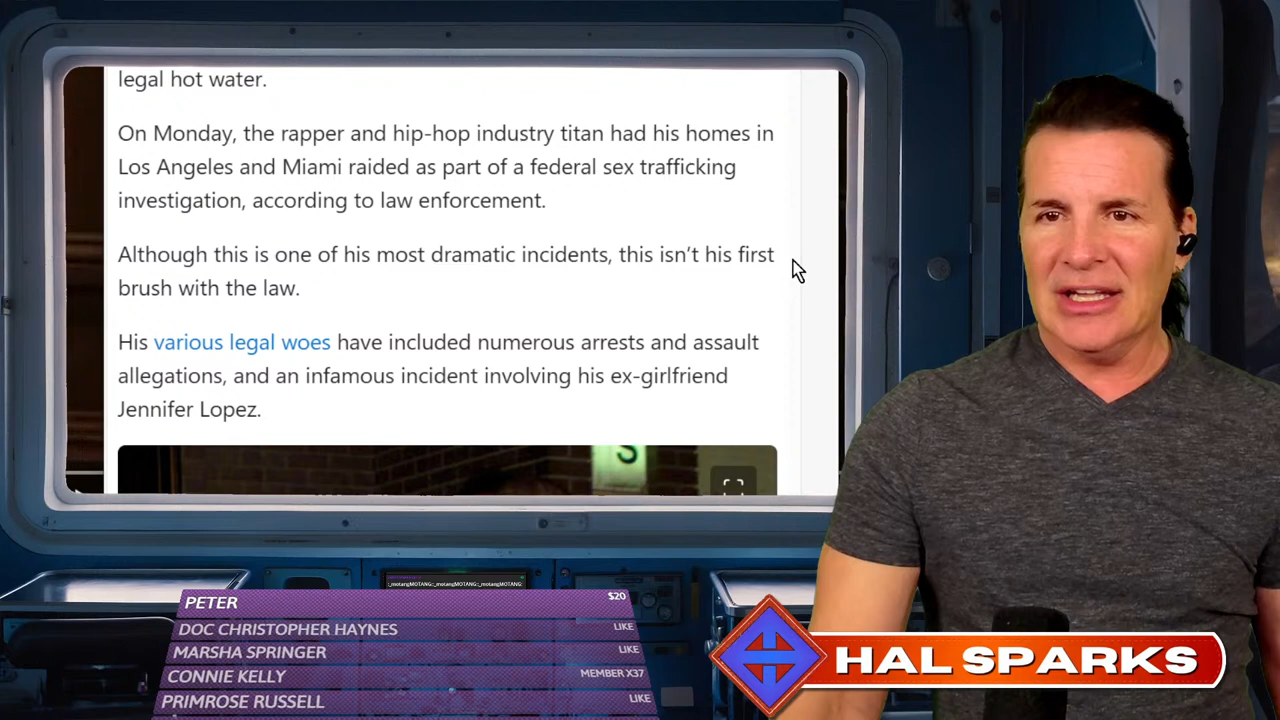 legal hot water.
On Monday, the rapper and hip-hop industry titan had his homes in
Los Angeles and Miami raided as part of a federal sex trafficking
investigation, according to law enforcement.
Although this is one of his most dramatic incidents, this isn’t his first
brush with the law.
His various legal woes have included numerous arrests and assault
allegations, and an infamous incident involving his ex-girlfriend
Jennifer Lopez.
S
_motangMOTANG:_motangMOTANG:_motangMOTANG:
PETER $20
DOC CHRISTOPHER HAYNES LIKE
MARSHA SPRINGER LIKE
CONNIE KELLY MEMBER X37
PRIMROSE RUSSELL LIKE
HAL SPARKS